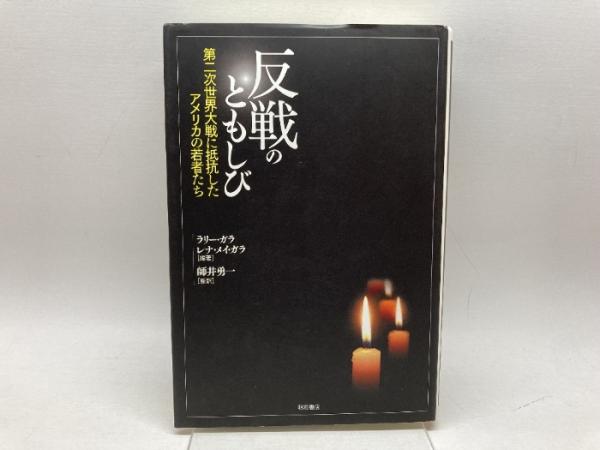 反戦の
ともしび
第二次世界大戦に抵抗した
アメリカの若者たち
ラリー・ガラ
レナ・メイ・ガラ
[編著]
師井勇一
[監訳]
明石書店